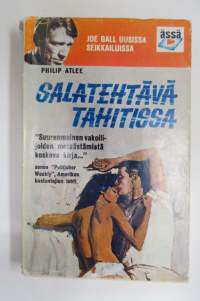 JOE GALL UUSISSA
SEIKKAILUISSA
ässä
PHILIP ATLEE
SALATEHTÄVÄ
TAHITISSA
"Suurenmoinen vakoili-
joiden metsästämistä
koskeva kirja..."
sanoo "Publisher
Weekly", Amerikan
kustantajien lehti.